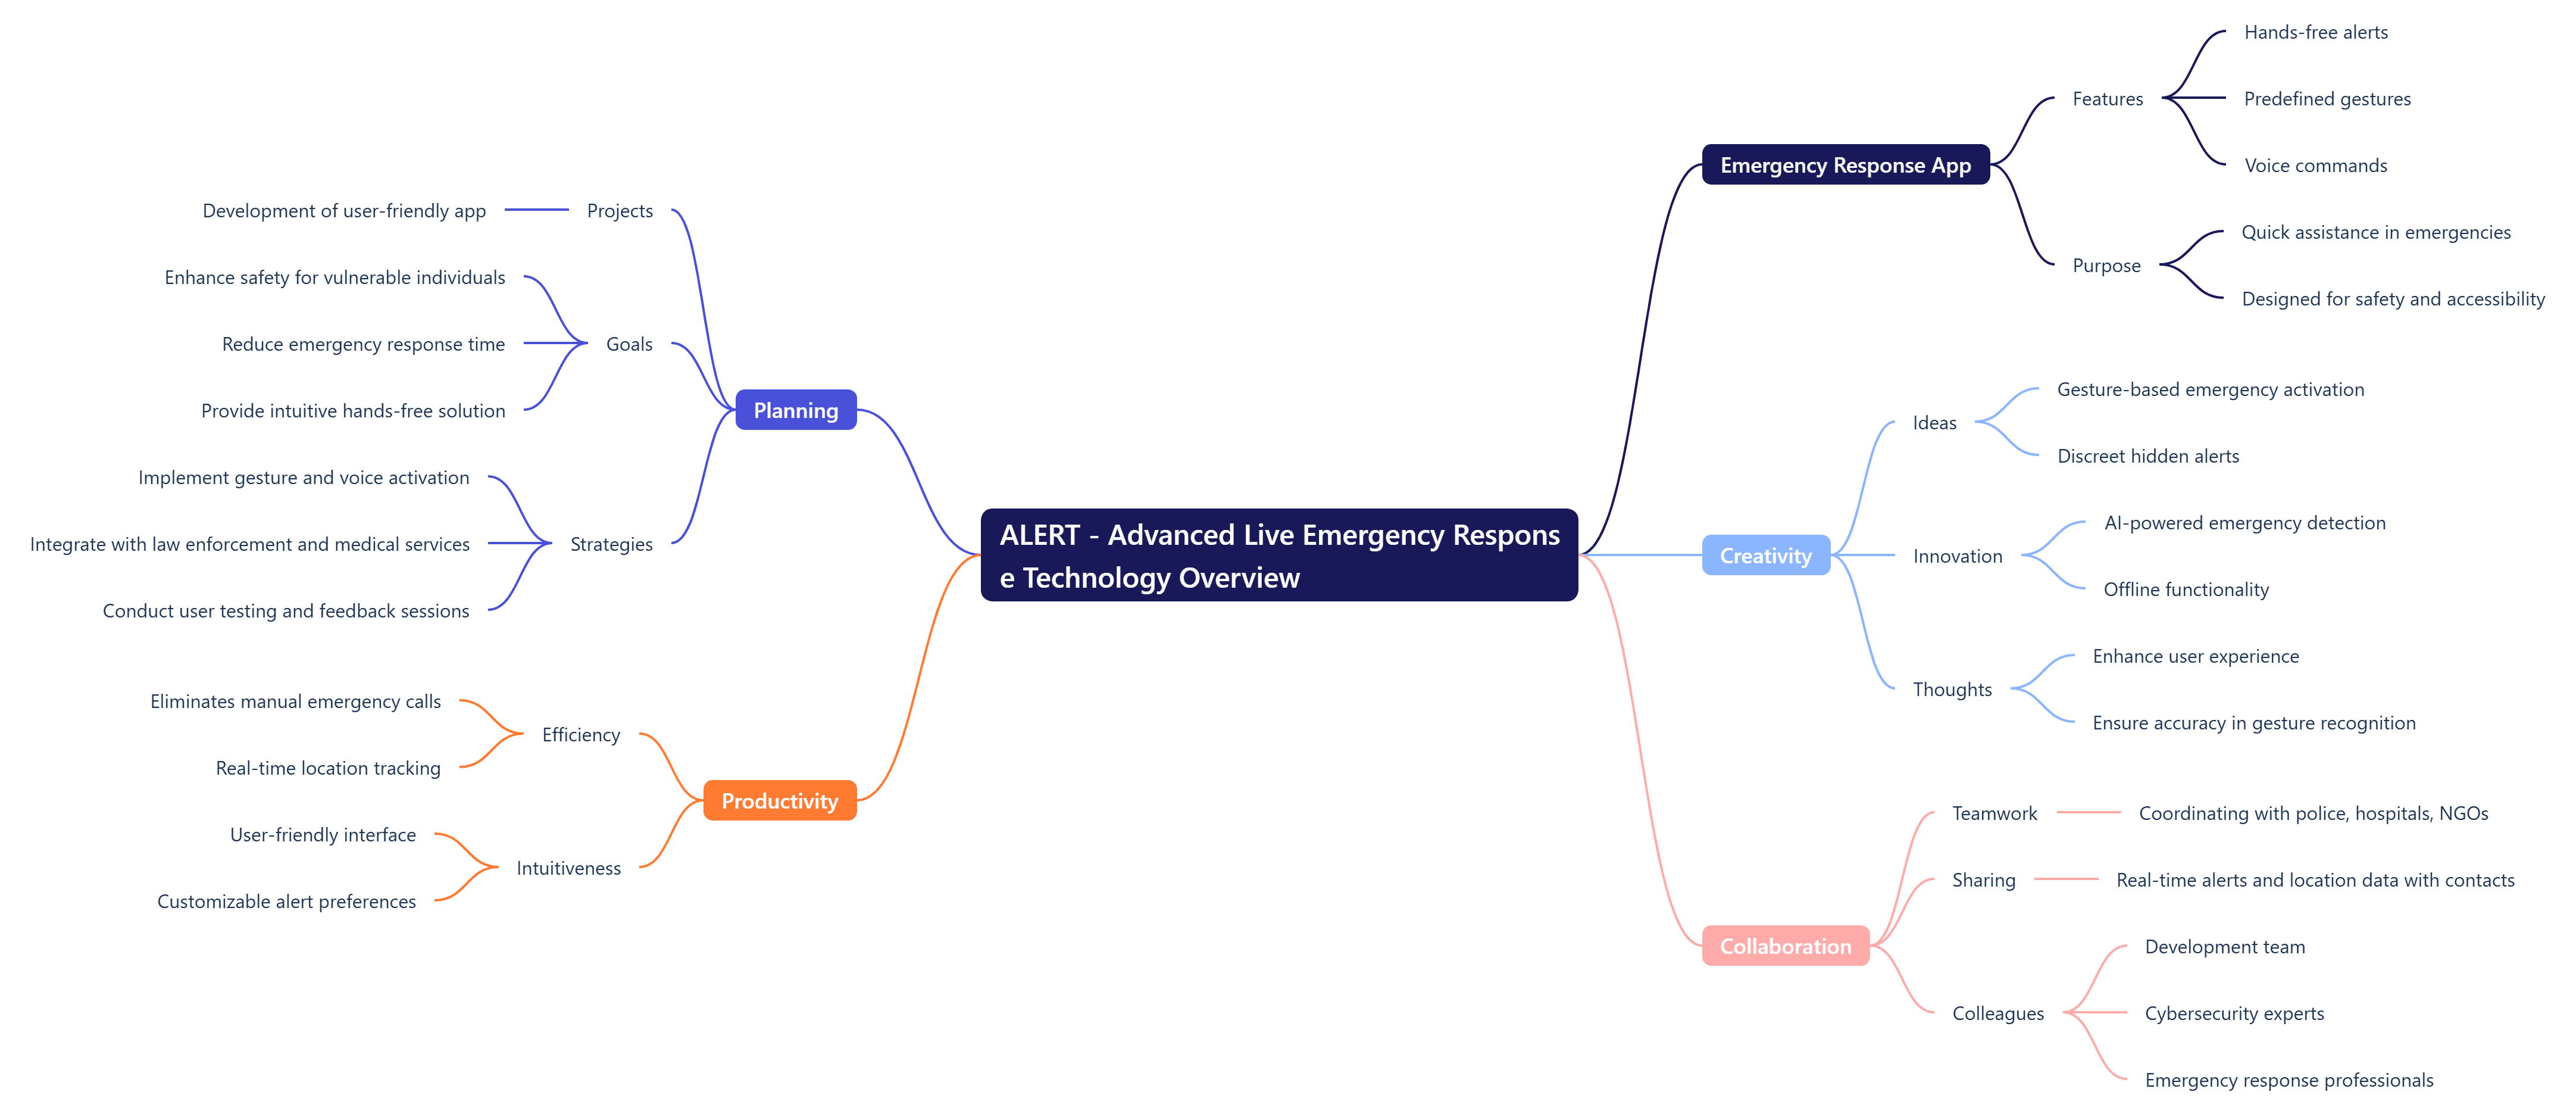 ALERT - Advanced Live Emergency Respons
e Technology Overview
Emergency Response App
Features
Hands-free alerts
Predefined gestures
Voice commands
Purpose
Quick assistance in emergencies
Designed for safety and accessibility
Creativity
Ideas
Gesture-based emergency activation
Discreet hidden alerts
Innovation
AI-powered emergency detection
Offline functionality
Thoughts
Enhance user experience
Ensure accuracy in gesture recognition
Collaboration
Teamwork
Coordinating with police, hospitals, NGOs
Sharing
Real-time alerts and location data with contacts
Colleagues
Development team
Cybersecurity experts
Emergency response professionals
Planning
Projects
Development of user-friendly app
Goals
Enhance safety for vulnerable individuals
Reduce emergency response time
Provide intuitive hands-free solution
Strategies
Implement gesture and voice activation
Integrate with law enforcement and medical services
Conduct user testing and feedback sessions
Productivity
Efficiency
Eliminates manual emergency calls
Real-time location tracking
Intuitiveness
User-friendly interface
Customizable alert preferences